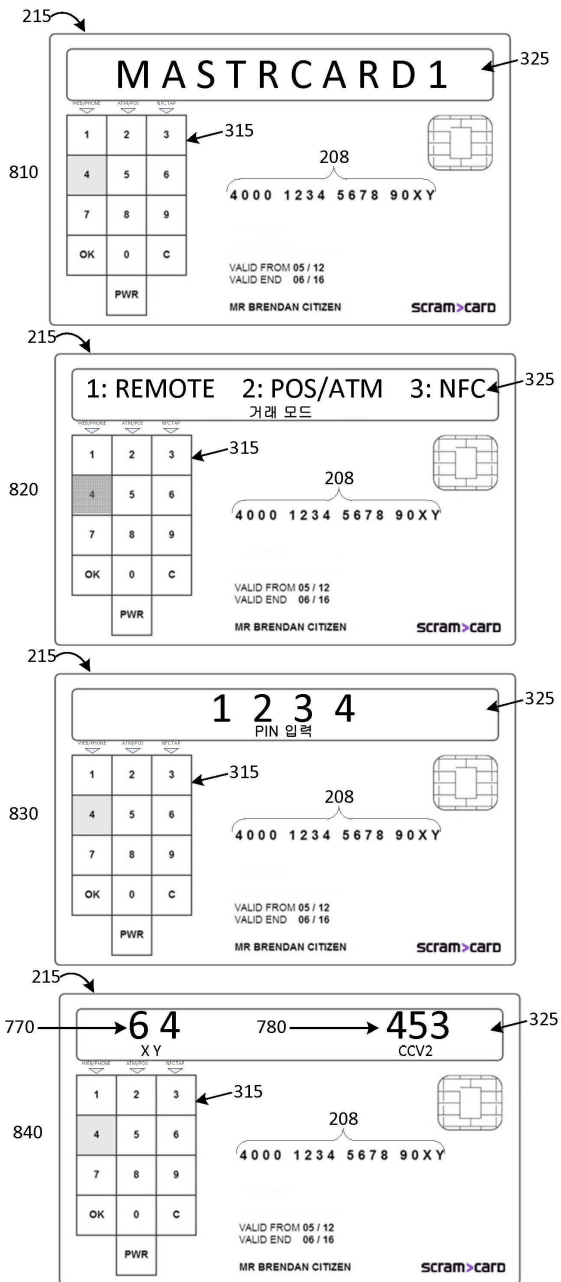 215
MASTRCARD1
325
WEB/PHONE ATM/POS NFC TAP
1 2 3
315
810
4 5 6
208
4000 1234 5678 90XY
7 8 9
OK 0 C
VALID FROM 05 / 12
VALID END 06 / 16
PWR
MR BRENDAN CITIZEN
scram>card
215
1: REMOTE 2: POS/ATM 3: NFC
325
거래 모드
WEB/PHONE ATM/POS NFC TAP
1 2 3
315
820
4 5 6
208
4000 1234 5678 90XY
7 8 9
OK 0 C
VALID FROM 05 / 12
VALID END 06 / 16
PWR
MR BRENDAN CITIZEN
scram>card
215
1 2 3 4
325
PIN 입력
WEB/PHONE ATM/POS NFC TAP
1 2 3
315
830
4 5 6
208
4000 1234 5678 90XY
7 8 9
OK 0 C
VALID FROM 05 / 12
VALID END 06 / 16
PWR
MR BRENDAN CITIZEN
scram>card
215
770 6 4 780 453 325
X Y CCV2
WEB/PHONE ATM/POS NFC TAP
1 2 3
315
840
4 5 6
208
4000 1234 5678 90XY
7 8 9
OK 0 C
VALID FROM 05 / 12
VALID END 06 / 16
PWR
MR BRENDAN CITIZEN
scram>card